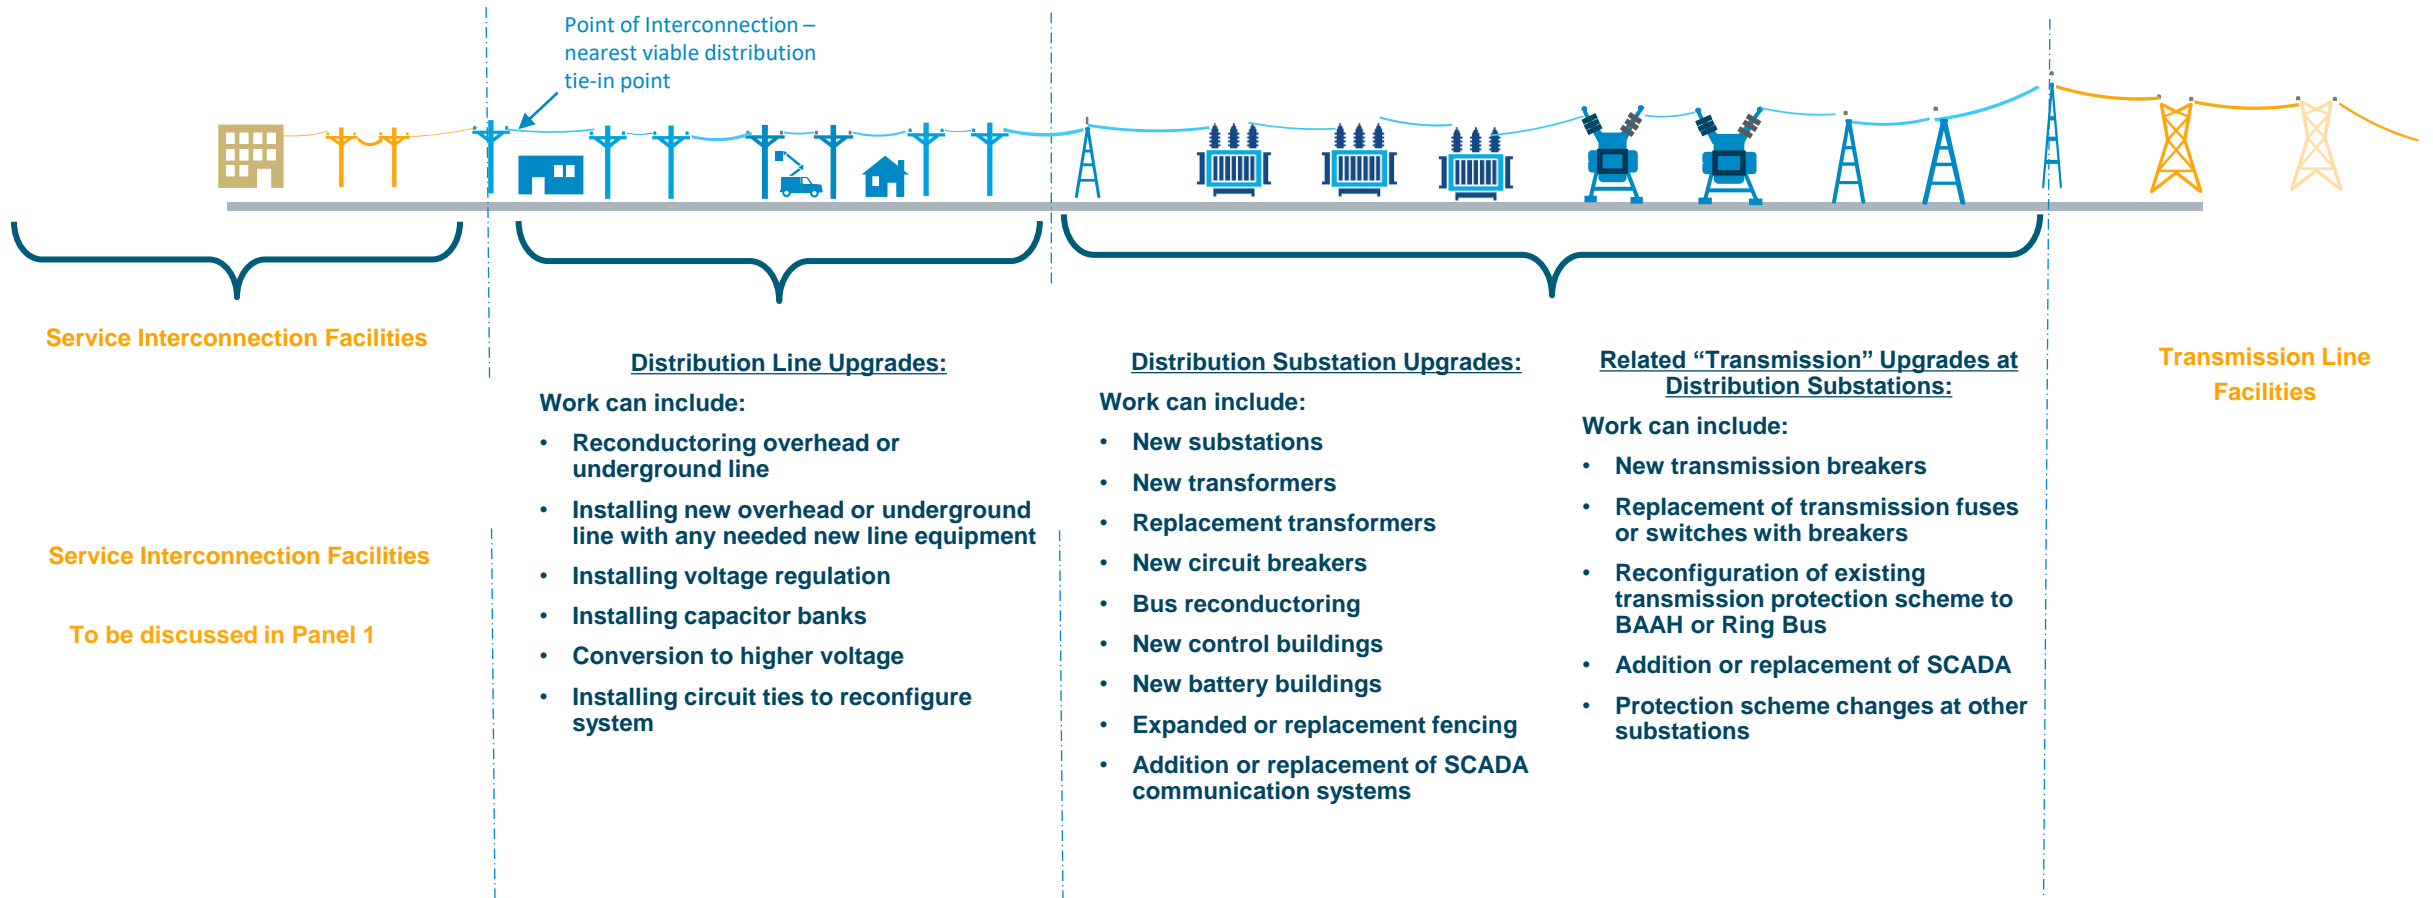 Point of Interconnection –
nearest viable distribution
tie-in point
Service Interconnection Facilities
Service Interconnection Facilities
To be discussed in Panel 1
Distribution Line Upgrades:
Work can include:
• Reconductoring overhead or
underground line
• Installing new overhead or underground
line with any needed new line equipment
• Installing voltage regulation
• Installing capacitor banks
• Conversion to higher voltage
• Installing circuit ties to reconfigure
system
Distribution Substation Upgrades:
Work can include:
• New substations
• New transformers
• Replacement transformers
• New circuit breakers
• Bus reconductoring
• New control buildings
• New battery buildings
• Expanded or replacement fencing
• Addition or replacement of SCADA
communication systems
Related “Transmission” Upgrades at
Distribution Substations:
Work can include:
• New transmission breakers
• Replacement of transmission fuses
or switches with breakers
• Reconfiguration of existing
transmission protection scheme to
BAAH or Ring Bus
• Addition or replacement of SCADA
• Protection scheme changes at other
substations
Transmission Line
Facilities